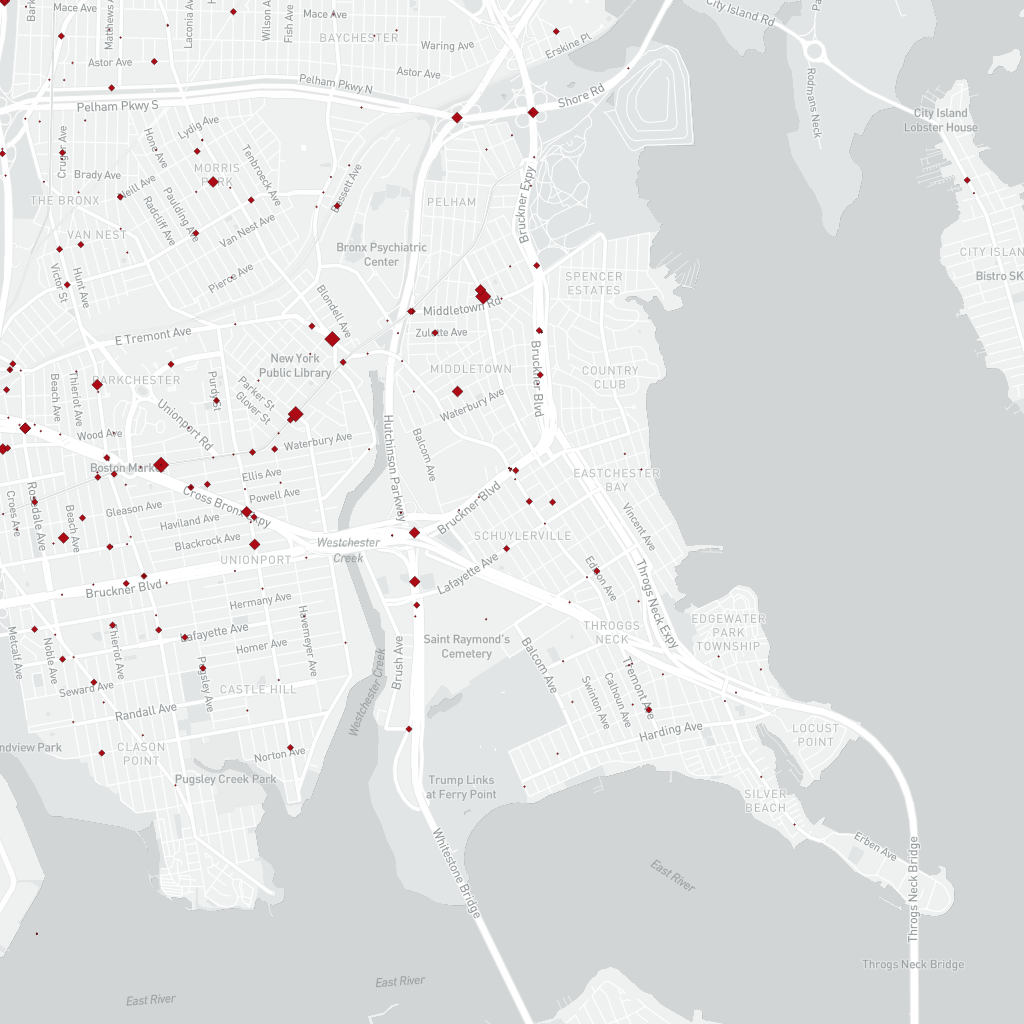 City Island Rd
Mace Ave
Mace Ave
Laconia Av
Wilson A
Fish Ave
Matthews A
Bark
Pa
BAYCHESTER
Waring Ave
Erskine Pl
Astor Ave
Astor Ave
Pelham Pkwy N
Pelham Pkwy S
Shore Rd
Rodmans Neck
City Island
Lobster House
Lydig Ave
Hone Ave
Cruger Ave
Tenbroeck Ave
MORRIS
PARK
Brady Ave
Neill Ave
Bassett Ave
Paulding Ave
Radcliff Ave
THE BRONX
PELHAM
Bruckner Expy
VAN NEST
Van Nest Ave
Bronx Psychiatric
Center
CITY ISLAN
Bistro SK
Victor St
Hunt Ave
Pierce Ave
SPENCER
ESTATES
Blondell Ave
Middletown Rd
E Tremont Ave
Zulette Ave
New York
Public Library
MIDDLETOWN
COUNTRY
CLUB
Bruckner Blvd
PARKCHESTER
Beach Ave
Thieriot Ave
Purdy St
Parker St
Glover St
Waterbury Ave
Unionport Rd
Wood Ave
Waterbury Ave
Hutchinson Parkway
Balcom Ave
Boston Market
Ellis Ave
EASTCHESTER
BAY
Croes Ave
Rosedale Ave
Beach Ave
Cross Bronx Expy
Powell Ave
Gleason Ave
Haviland Ave
Blackrock Ave
Bruckner Blvd
Vincent Ave
SCHUYLERVILLE
Westchester
Creek
UNIONPORT
Lafayette Ave
Edison Ave
Throgs Neck Expy
Bruckner Blvd
Hermany Ave
Havemeyer Ave
Metcalf Ave
Noble Ave
Thieriot Ave
Lafayette Ave
Homer Ave
Pugsley Ave
THROGGS
NECK
EDGEWATER
PARK
TOWNSHIP
Brush Ave
Saint Raymond's
Cemetery
Balcom Ave
Westchester Creek
Seward Ave
CASTLE HILL
Swinton Ave
Calhoun Ave
Tremont Ave
Randall Ave
Harding Ave
LOCUST
POINT
ndview Park
CLASON
POINT
Norton Ave
Pugsley Creek Park
Trump Links
at Ferry Point
SILVER
BEACH
Erben Ave
Whitestone Bridge
East River
Throgs Neck Bridge
Throgs Neck Bridge
East River
East River